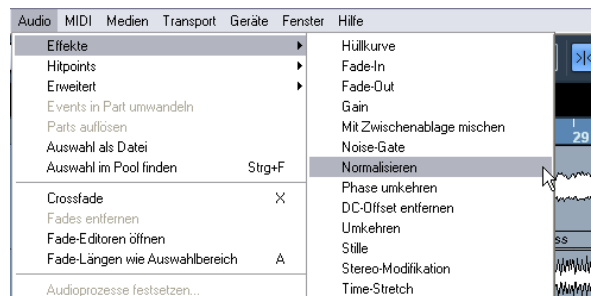 Audio MIDI Medien Transport Geräte Fenster Hilfe
Effekte
Hitpoints
Erweitert
Events in Part umwandeln
Parts auflösen
Auswahl als Datei
Auswahl im Pool finden Strg+F
Crossfade X
Fades entfernen
Fade-Editoren öffnen
Fade-Längen wie Auswahlbereich A
Audioprozesse festsetzen...
Hüllkurve
Fade-In
Fade-Out
Gain
Mit Zwischenablage mischen
Noise-Gate
Normalisieren
Phase umkehren
DC-Offset entfernen
Umkehren
Stille
Stereo-Modifikation
Time-Stretch
29
ss